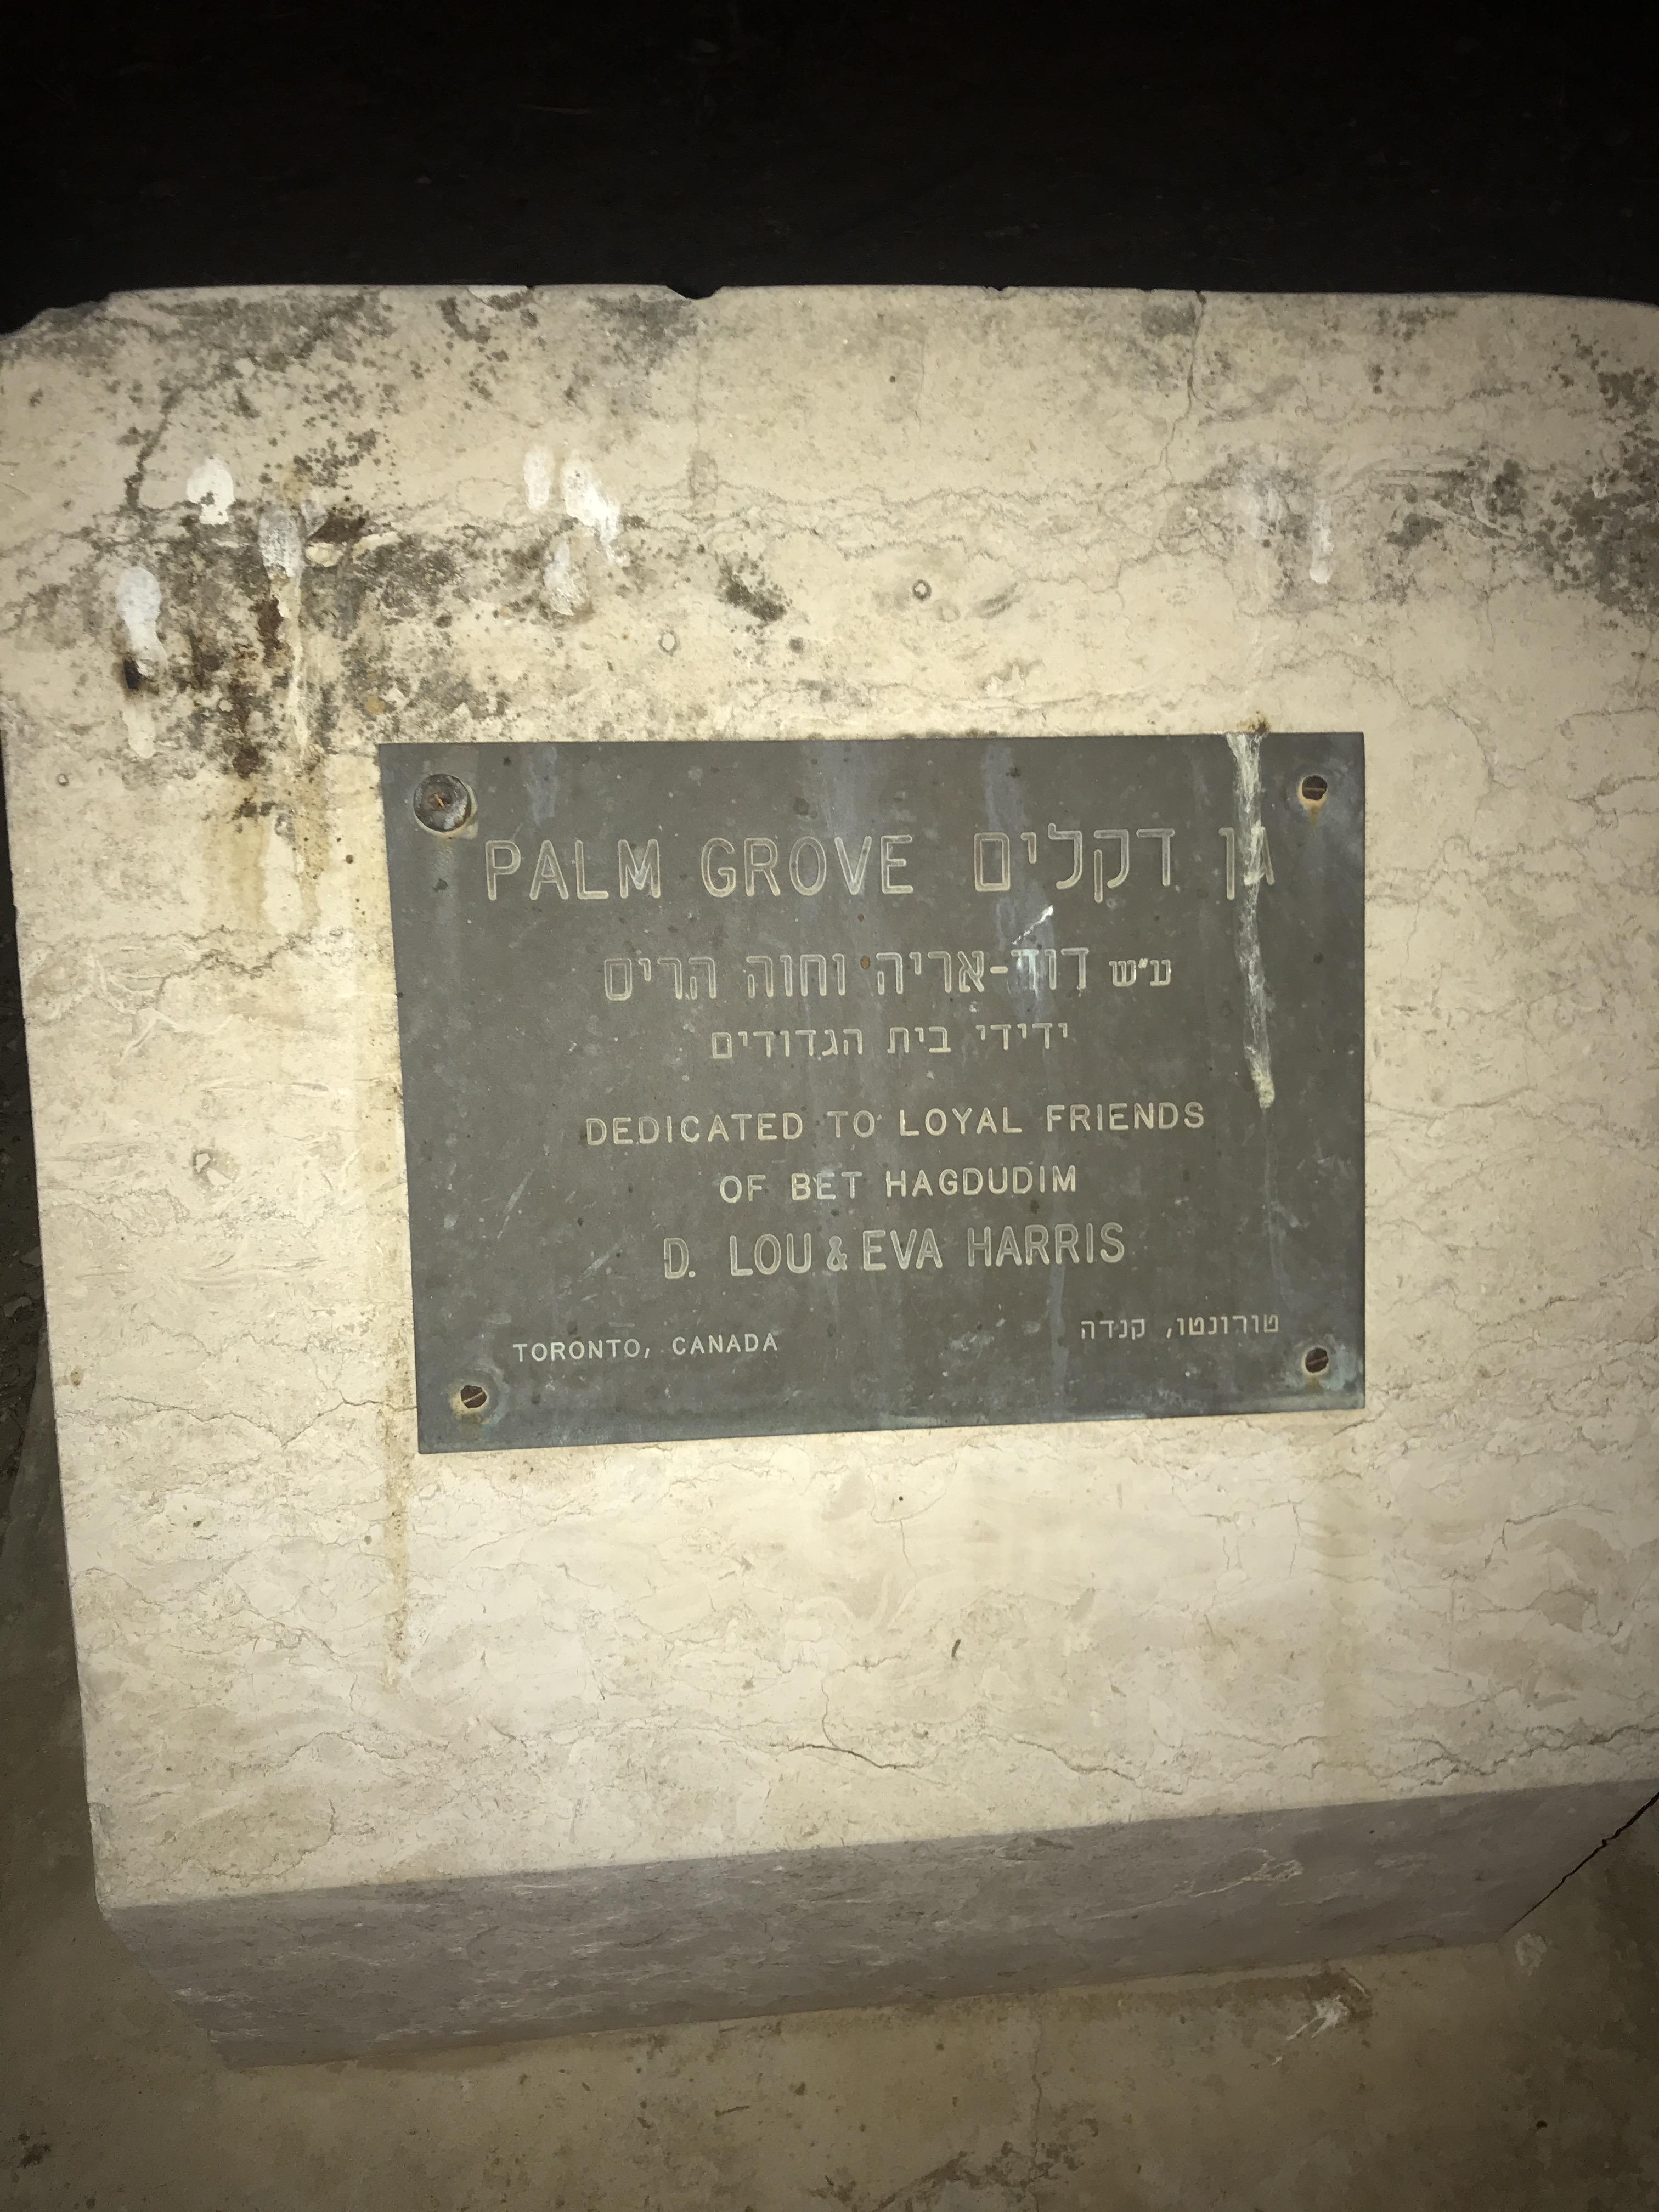 PALM GROVE גן דקלים
ע"ש דוד-אריה וחוה הריס
ידידי בית הגדודים
DEDICATED TO LOYAL FRIENDS
OF BET HAGDUDIM
D. LOU & EVA HARRIS
TORONTO, CANADA טורונטו, קנדה